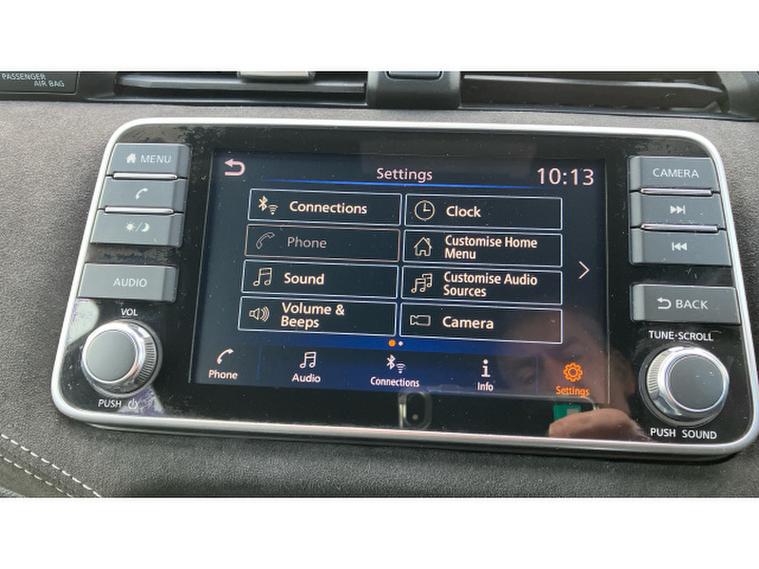 PASSENGER
AIR BAG
MENU
AUDIO
VOL
PUSH
Settings
10:13
Connections
Clock
Phone
Customise Home
Menu
Sound
Customise Audio
Sources
Volume &
Beeps
Camera
Phone
Audio
Connections
Info
Settings
CAMERA
BACK
TUNE·SCROLL
PUSH SOUND